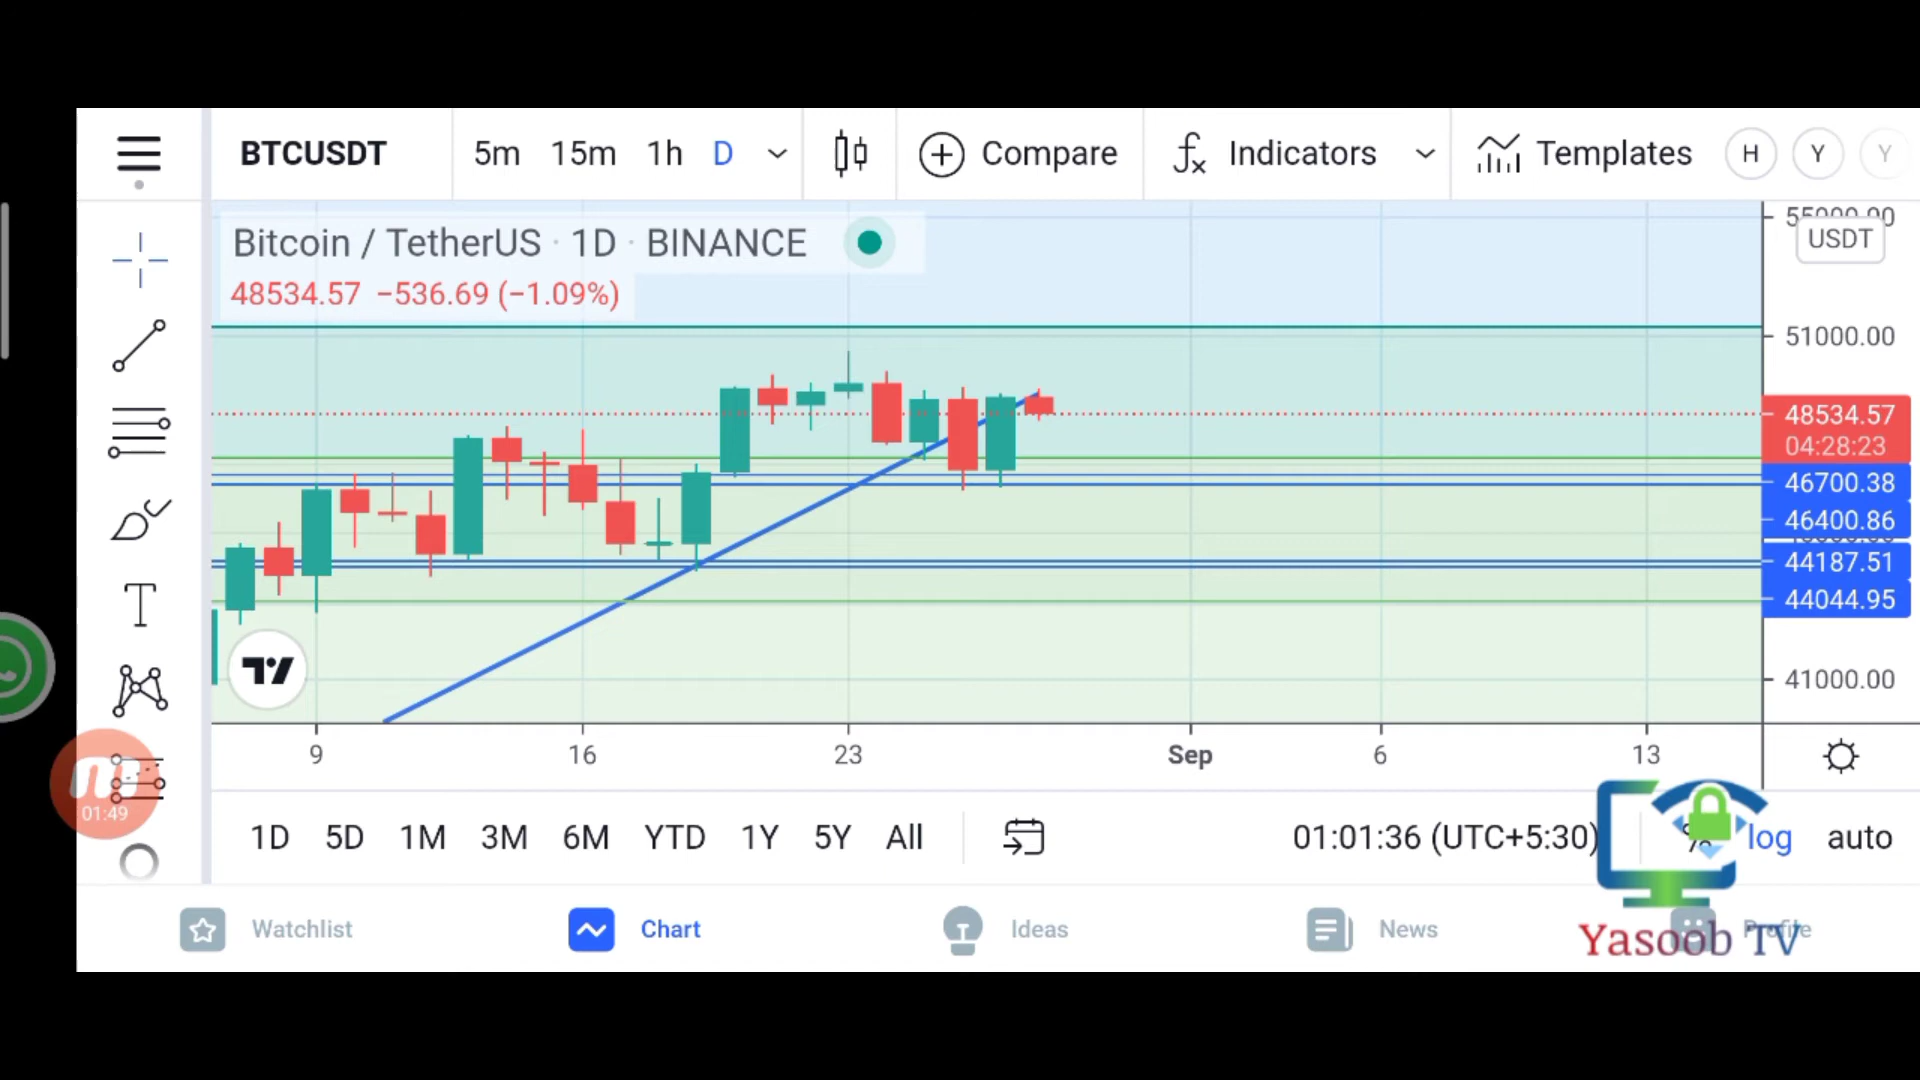 BTCUSDT 5m 15m 1h D Compare Indicators Templates H Y Y
Bitcoin / TetherUS · 1D · BINANCE
48534.57 −536.69 (−1.09%)
55000.00
USDT
51000.00
48534.57
04:28:23
46700.38
46400.86
44187.51
44044.95
41000.00
T
9 16 23 Sep 6 13
01:49
1D 5D 1M 3M 6M YTD 1Y 5Y All 01:01:36 (UTC+5:30) % log auto
Watchlist Chart Ideas News Profile
Yasoob TV